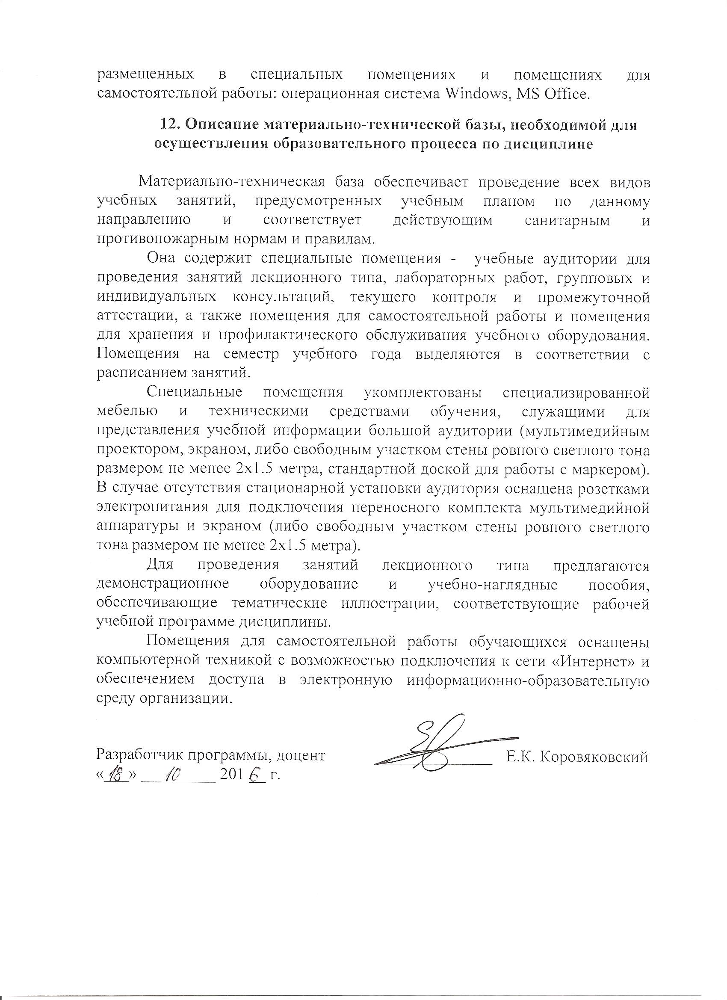 размещенных в специальных помещениях и помещениях для
самостоятельной работы: операционная система Windows, MS Office.
12. Описание материально-технической базы, необходимой для
осуществления образовательного процесса по дисциплине
Материально-техническая база обеспечивает проведение всех видов
учебных занятий, предусмотренных учебным планом по данному
направлению и соответствует действующим санитарным и
противопожарным нормам и правилам.
Она содержит специальные помещения - учебные аудитории для
проведения занятий лекционного типа, лабораторных работ, групповых и
индивидуальных консультаций, текущего контроля и промежуточной
аттестации, а также помещения для самостоятельной работы и помещения
для хранения и профилактического обслуживания учебного оборудования.
Помещения на семестр учебного года выделяются в соответствии с
расписанием занятий.
Специальные помещения укомплектованы специализированной
мебелью и техническими средствами обучения, служащими для
представления учебной информации большой аудитории (мультимедийным
проектором, экраном, либо свободным участком стены ровного светлого тона
размером не менее 2х1.5 метра, стандартной доской для работы с маркером).
В случае отсутствия стационарной установки аудитория оснащена розетками
электропитания для подключения переносного комплекта мультимедийной
аппаратуры и экраном (либо свободным участком стены ровного светлого
тона размером не менее 2х1.5 метра).
Для проведения занятий лекционного типа предлагаются
демонстрационное оборудование и учебно-наглядные пособия,
обеспечивающие тематические иллюстрации, соответствующие рабочей
учебной программе дисциплины.
Помещения для самостоятельной работы обучающихся оснащены
компьютерной техникой с возможностью подключения к сети «Интернет» и
обеспечением доступа в электронную информационно-образовательную
среду организации.
Разработчик программы, доцент ________________ Е.К. Коровяковский
«18» 10 2016 г.